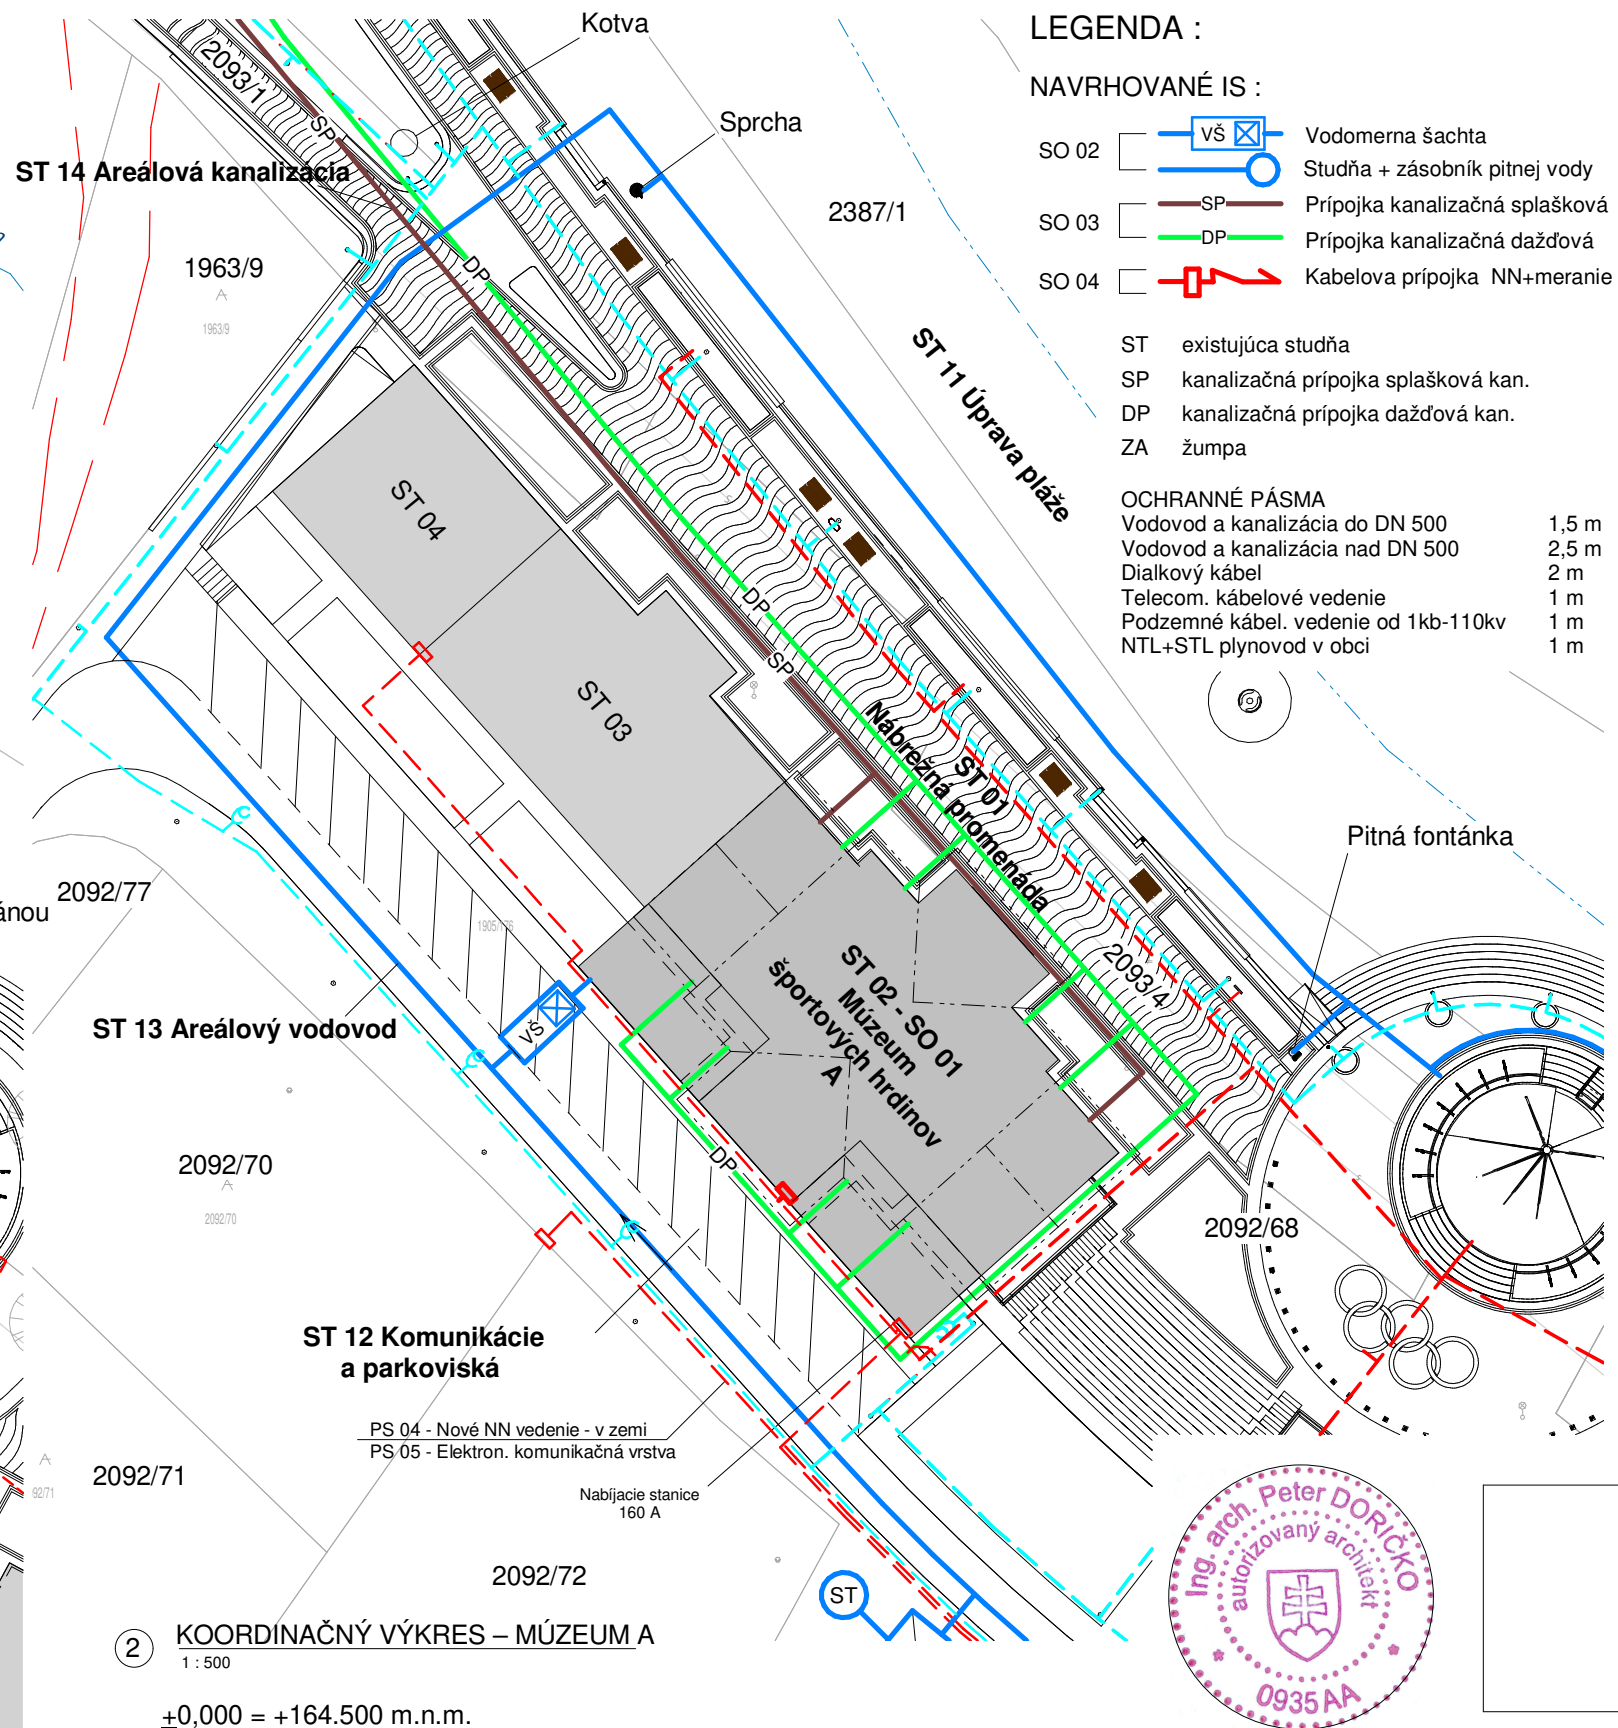 Kotva
LEGENDA :
NAVRHOVANÉ IS :
2093/1
SP
Sprcha
SO 02
VŠ
Vodomerna šachta
Studňa + zásobník pitnej vody
ST 14 Areálová kanalizácia
SO 03
SP
Prípojka kanalizačná splašková
DP
Prípojka kanalizačná dažďová
2387/1
SO 04
Kabelova prípojka NN+meranie
1963/9
1963/9
DP
ST existujúca studňa
SP kanalizačná prípojka splašková kan.
DP kanalizačná prípojka dažďová kan.
ZA žumpa
ST 11 Úprava pláže
OCHRANNÉ PÁSMA
Vodovod a kanalizácia do DN 500 1,5 m
Vodovod a kanalizácia nad DN 500 2,5 m
Dialkový kábel 2 m
Telecom. kábelové vedenie 1 m
Podzemné kábel. vedenie od 1kb-110kv 1 m
NTL+STL plynovod v obci 1 m
ST 04
ST 03
DP
SP
ST 01
Nábrežná promenáda
Pitná fontánka
2092/77
ánou
2093/4
ST 02 - SO 01
Múzeum
športových hrdinov
A
VŠ
ST 13 Areálový vodovod
DP
2092/70
2092/70
2092/68
ST 12 Komunikácie
a parkoviská
PS 04 - Nové NN vedenie - v zemi
PS 05 - Elektron. komunikačná vrstva
2092/71
92/71
Nabíjacie stanice
160 A
2092/72
ST
Ing. arch. Peter DORIČKO
autorizovaný architekt
0935 AA
2 KOORDINAČNÝ VÝKRES – MÚZEUM A
1 : 500
±0,000 = +164.500 m.n.m.